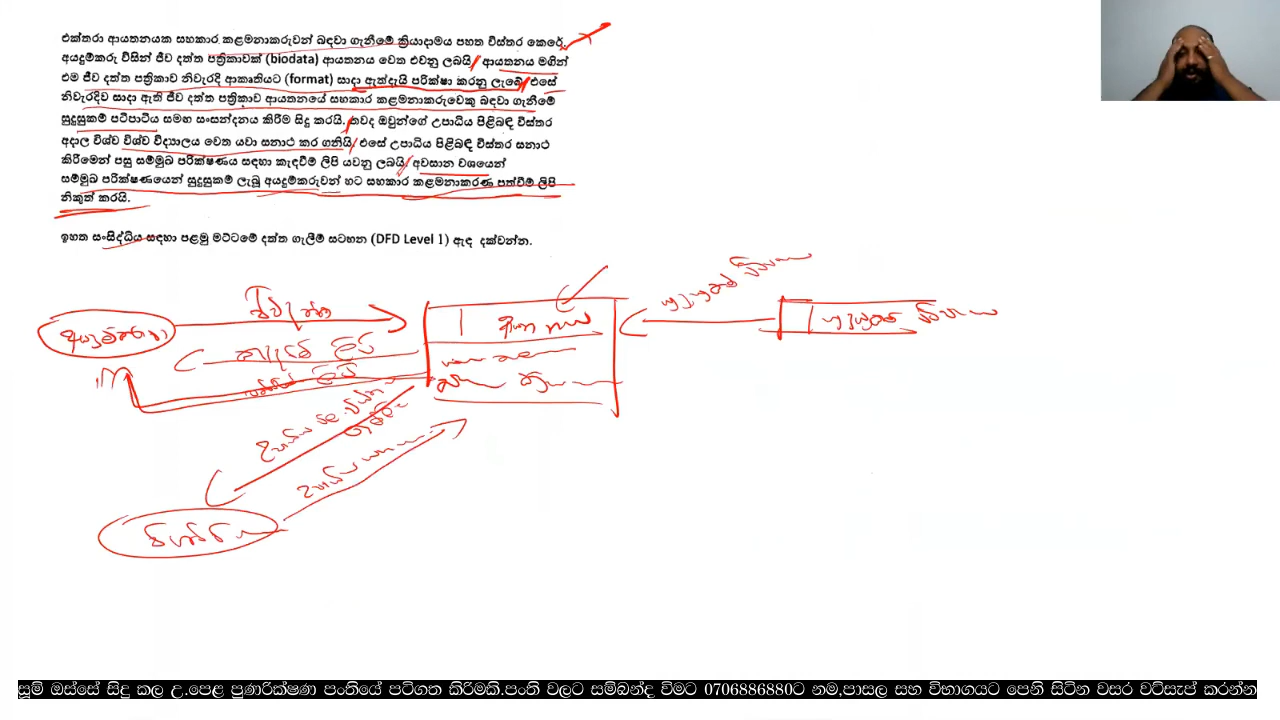 එක්තරා ආයතනයක සහකාර කළමනාකරුවන් බඳවා ගැනීමේ ක්‍රියාදාමය පහත විස්තර කෙරේ.
අයදුම්කරු විසින් ජීව දත්ත පත්‍රිකාවක් (biodata) ආයතනය වෙත එවනු ලබයි. ආයතනය මගින්
එම ජීව දත්ත පත්‍රිකාව නිවැරදි ආකෘතියට (format) සාදා ඇත්දැයි පරික්ෂා කරනු ලැබේ. එසේ
නිවැරදිව සාදා ඇති ජීව දත්ත පත්‍රිකාව ආයතනයේ සහකාර කළමනාකරුවෙකු බඳවා ගැනීමේ
සුදුසුකම් පටිපාටිය සමඟ සංසන්දනය කිරීම සිදු කරයි. තවද ඔවුන්ගේ උපාධිය පිළිබඳ විස්තර
අදාල විශ්ව විශ්ව විද්‍යාලය වෙත යවා සනාථ කර ගනියි. එසේ උපාධිය පිළිබඳ විස්තර සනාථ
කිරීමෙන් පසු සම්මුඛ පරික්ෂණය සඳහා කැඳවීම් ලිපි යවනු ලබයි. අවසාන වශයෙන්
සම්මුඛ පරික්ෂණයෙන් සුදුසුකම් ලැබූ අයදුම්කරුවන් හට සහකාර කළමනාකරණ පත්වීම් ලිපි
නිකුත් කරයි.
ඉහත සංසිද්ධිය සඳහා පළමු මට්ටමේ දත්ත ගැලීම් සටහන (DFD Level 1) ඇඳ දක්වන්න.
ජීව දත්ත
කැඳවීම් ලිපි
පත්වීම් ලිපි
සූම් ඔස්සේ සිදු කල උ.පෙළ පුණරීක්ෂණ පංතියේ පටිගත කිරිමකි.පංති වලට සම්බන්ද වීමට 0706886880ට නම,පාසල සහ විභාගයට පෙනි සිටින වසර වට්සැප් කරන්න